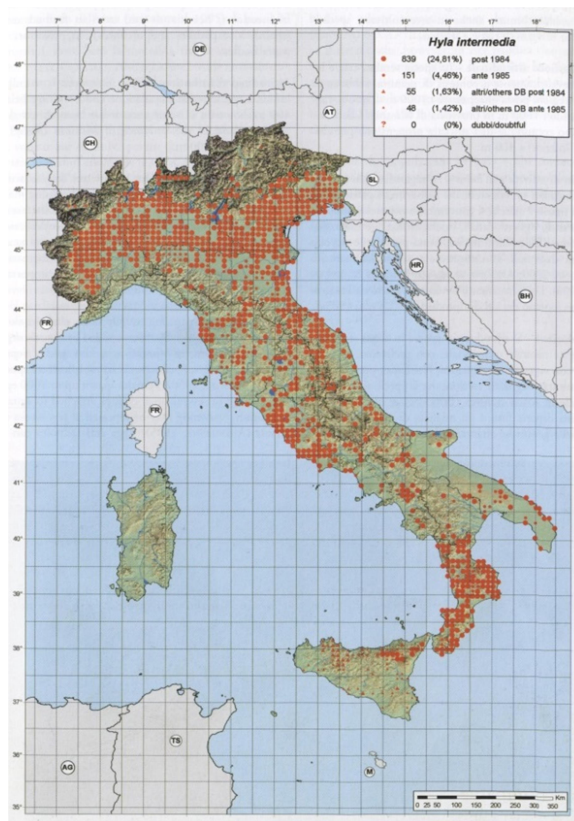 7° 8° 9° 10° 11° 12° 13° 14° 15° 16° 17° 18°
Hyla intermedia
839 (24,81%) post 1984
151 (4,46%) ante 1985
55 (1,63%) altri/others DB post 1984
48 (1,42%) altri/others DB ante 1985
? 0 (0%) dubbi/doubtful
DE
48°
AT
47°
CH
SL
46°
45°
HR
BH
44°
FR
43°
FR
42°
41°
40°
39°
38°
37°
TS
36°
AG
M
Km
0 25 50 100 150 200 250 300 350
35°